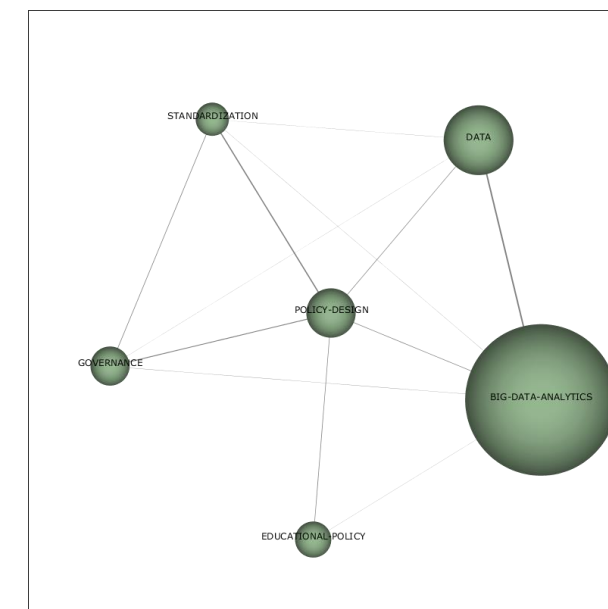 STANDARDIZATION
DATA
POLICY-DESIGN
GOVERNANCE
BIG-DATA-ANALYTICS
EDUCATIONAL-POLICY